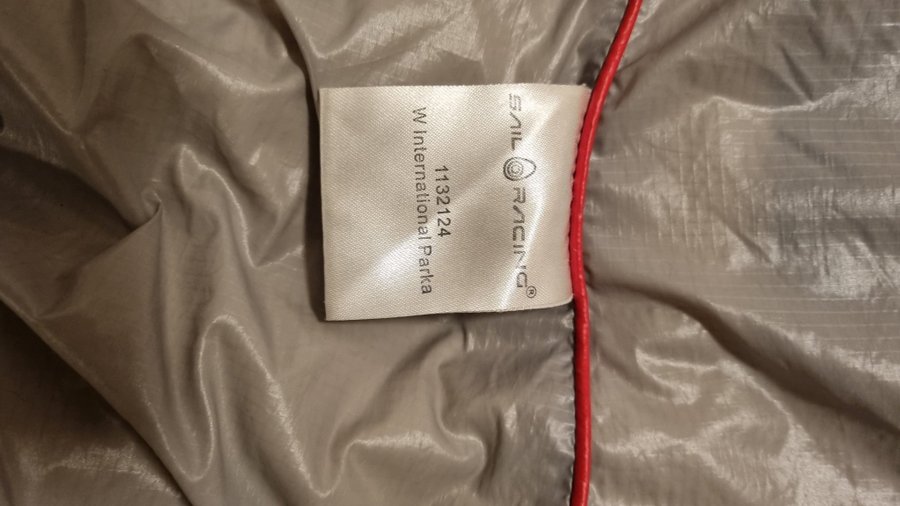 SAIL RACING®
1132124
W International Parka